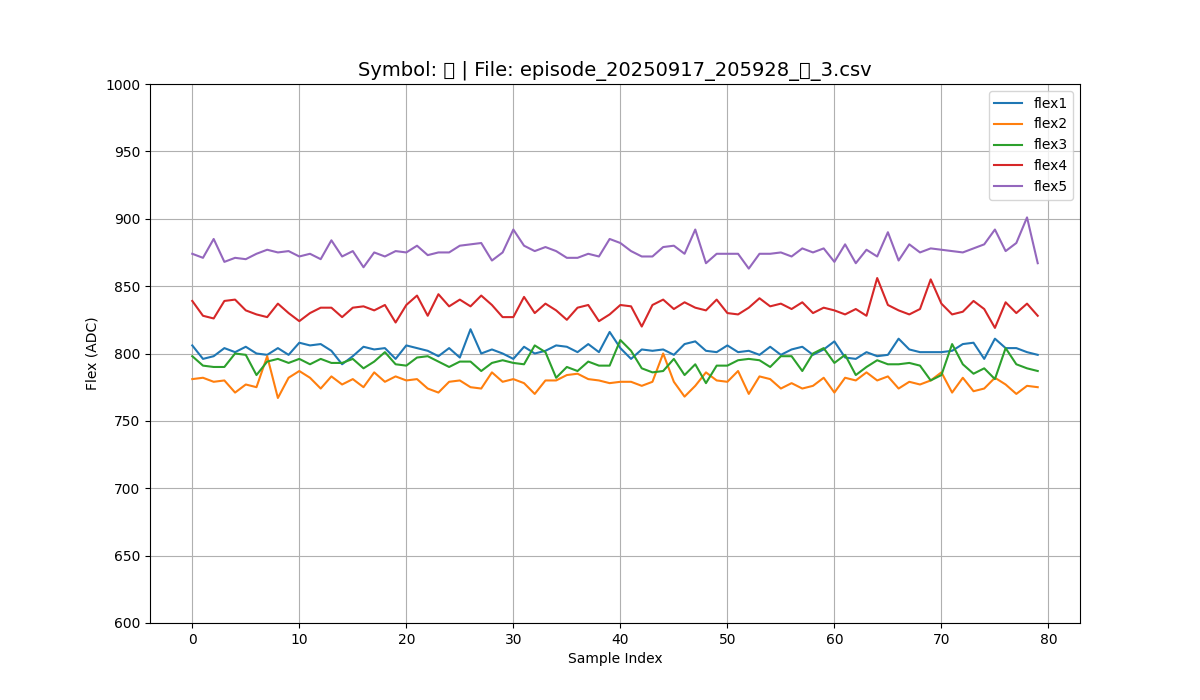 Symbol: | File: episode_20250917_205928_ _3.csv
1000
950
900
850
800
750
700
650
600
Flex (ADC)
0 10 20 30 40 50 60 70 80
Sample Index
flex1
flex2
flex3
flex4
flex5